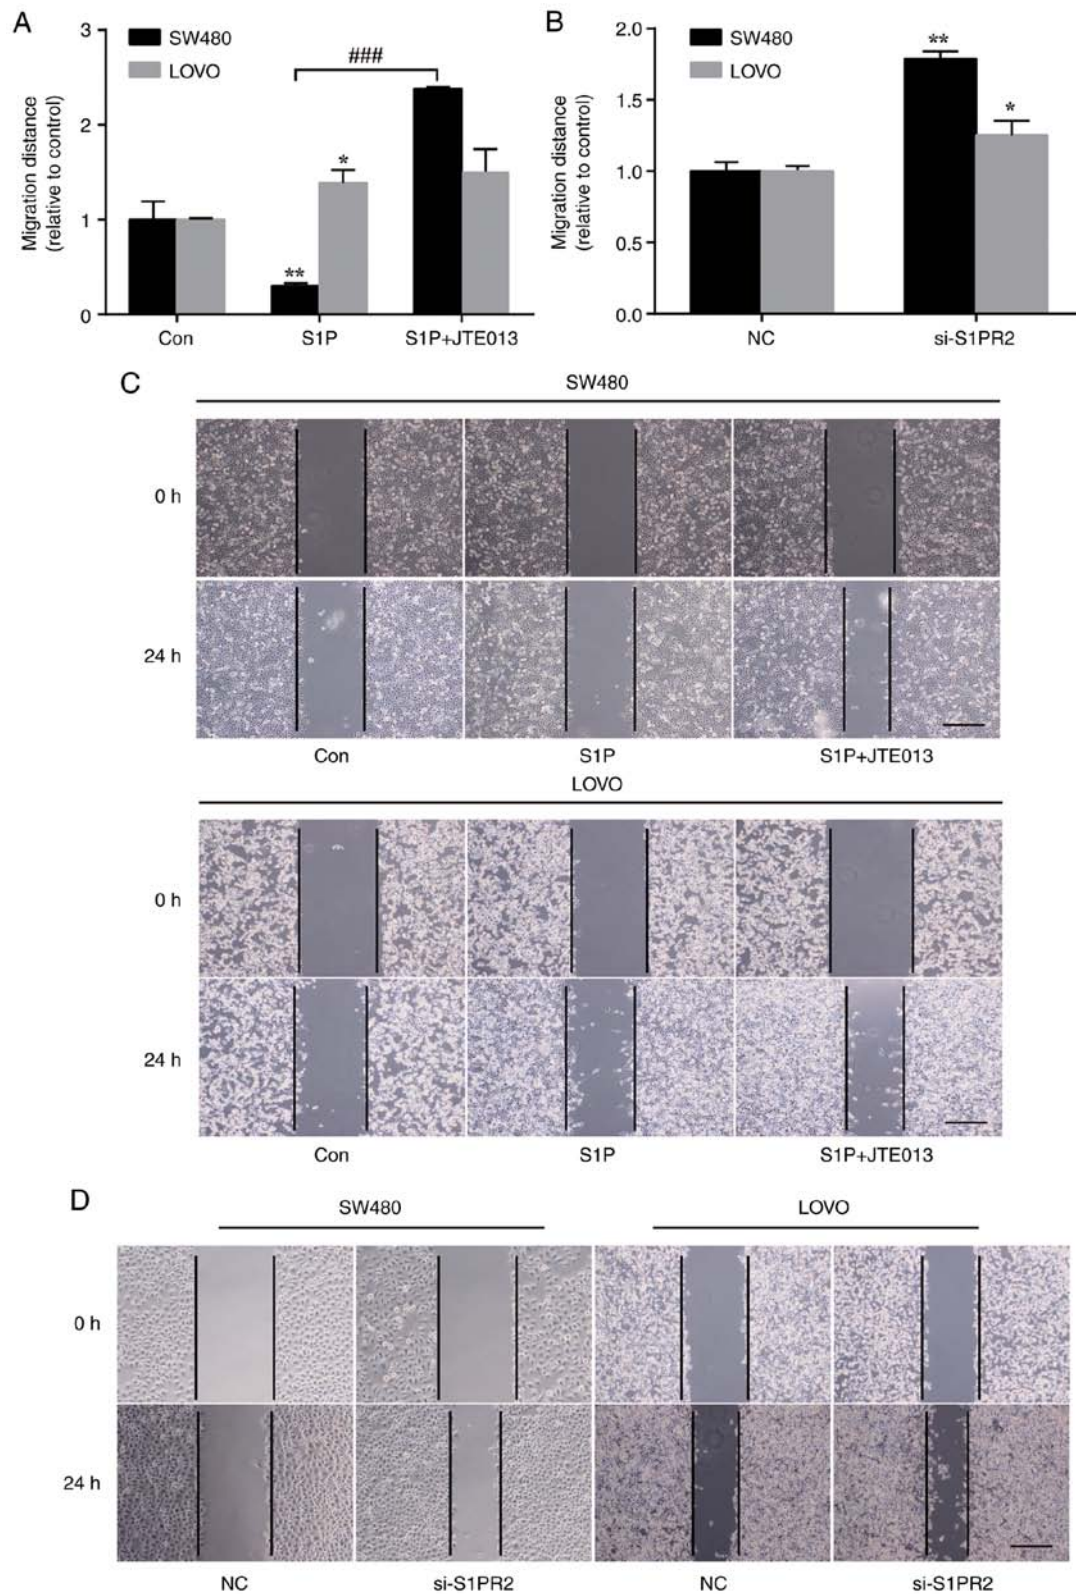 A
B
3
2
1
0
Migration distance
(relative to control)
SW480
LOVO
###
**
*
Con
S1P
S1P+JTE013
2.0
1.5
1.0
0.5
0.0
Migration distance
(relative to control)
SW480
LOVO
**
*
NC
si-S1PR2
C
SW480
0 h
24 h
Con
S1P
S1P+JTE013
LOVO
0 h
24 h
Con
S1P
S1P+JTE013
D
SW480
LOVO
0 h
24 h
NC
si-S1PR2
NC
si-S1PR2